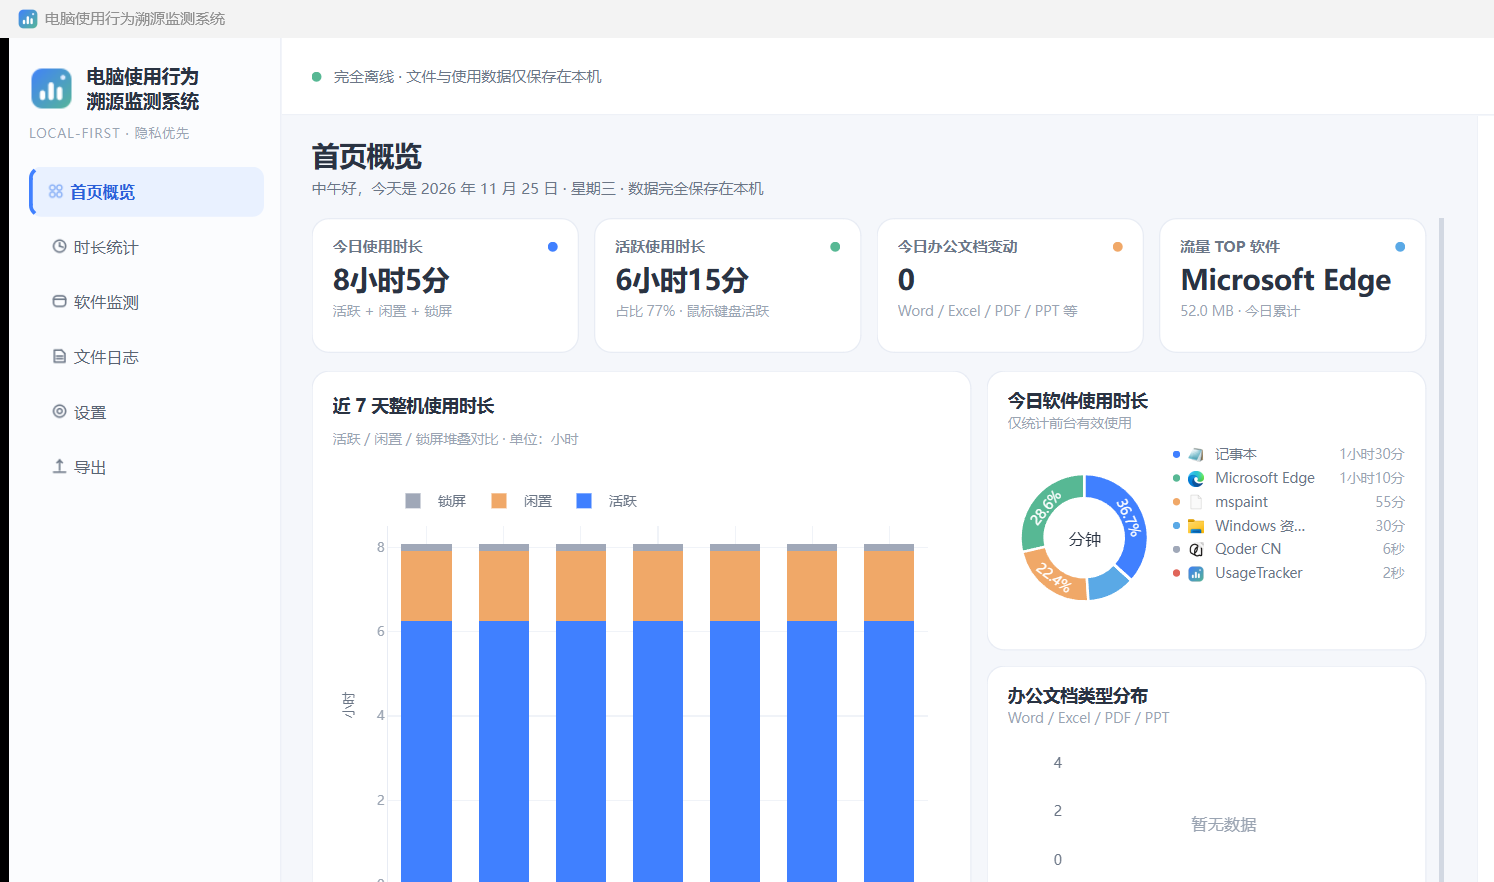 电脑使用行为溯源监测系统
电脑使用行为
溯源监测系统
LOCAL-FIRST · 隐私优先
首页概览
时长统计
软件监测
文件日志
设置
导出
完全离线 · 文件与使用数据仅保存在本机
首页概览
中午好，今天是 2026 年 11 月 25 日 · 星期三 · 数据完全保存在本机
今日使用时长
8小时5分
活跃 + 闲置 + 锁屏
活跃使用时长
6小时15分
占比 77% · 鼠标键盘活跃
今日办公文档变动
0
Word / Excel / PDF / PPT 等
流量 TOP 软件
Microsoft Edge
52.0 MB · 今日累计
近 7 天整机使用时长
活跃 / 闲置 / 锁屏堆叠对比 · 单位：小时
锁屏
闲置
活跃
小时
8
6
4
2
0
今日软件使用时长
仅统计前台有效使用
分钟
36.7%
22.4%
28.6%
记事本 1小时30分
Microsoft Edge 1小时10分
mspaint 55分
Windows 资... 30分
Qoder CN 6秒
UsageTracker 2秒
办公文档类型分布
Word / Excel / PDF / PPT
4
2
0
暂无数据